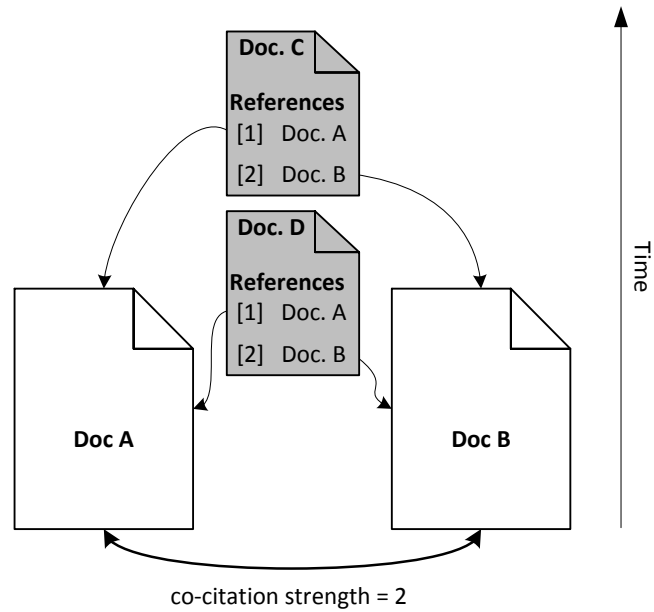 Doc. C
References
[1] Doc. A
[2] Doc. B
Doc. D
References
[1] Doc. A
[2] Doc. B
Time
Doc A
Doc B
co-citation strength = 2